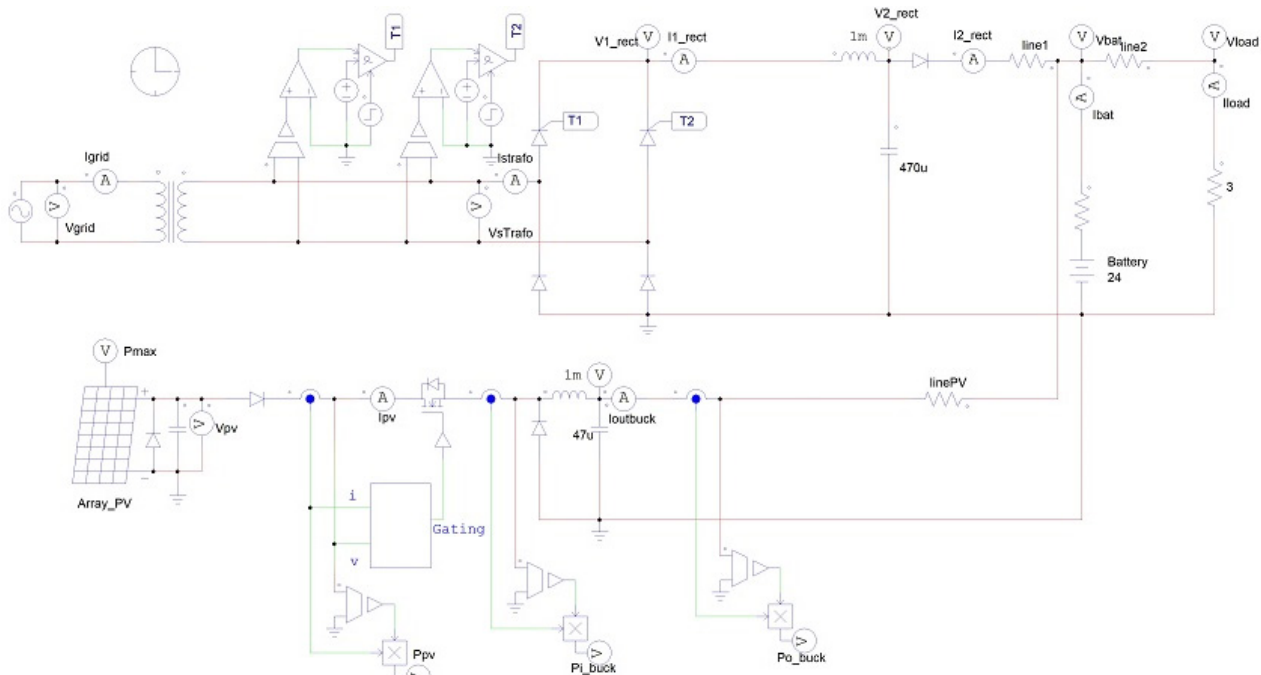 T1
T2
V1_rect
I1_rect
1m
V2_rect
I2_rect
line1
Vbat
line2
Vload
A
V
Iload
Ibat
T1
T2
Igrid
Istrafo
470u
3
Vgrid
VsTrafo
Battery
24
Pmax
1m
linePV
Vpv
Ipv
Ioutbuck
47u
Array_PV
i
Gating
v
Ppv
Pi_buck
Po_buck